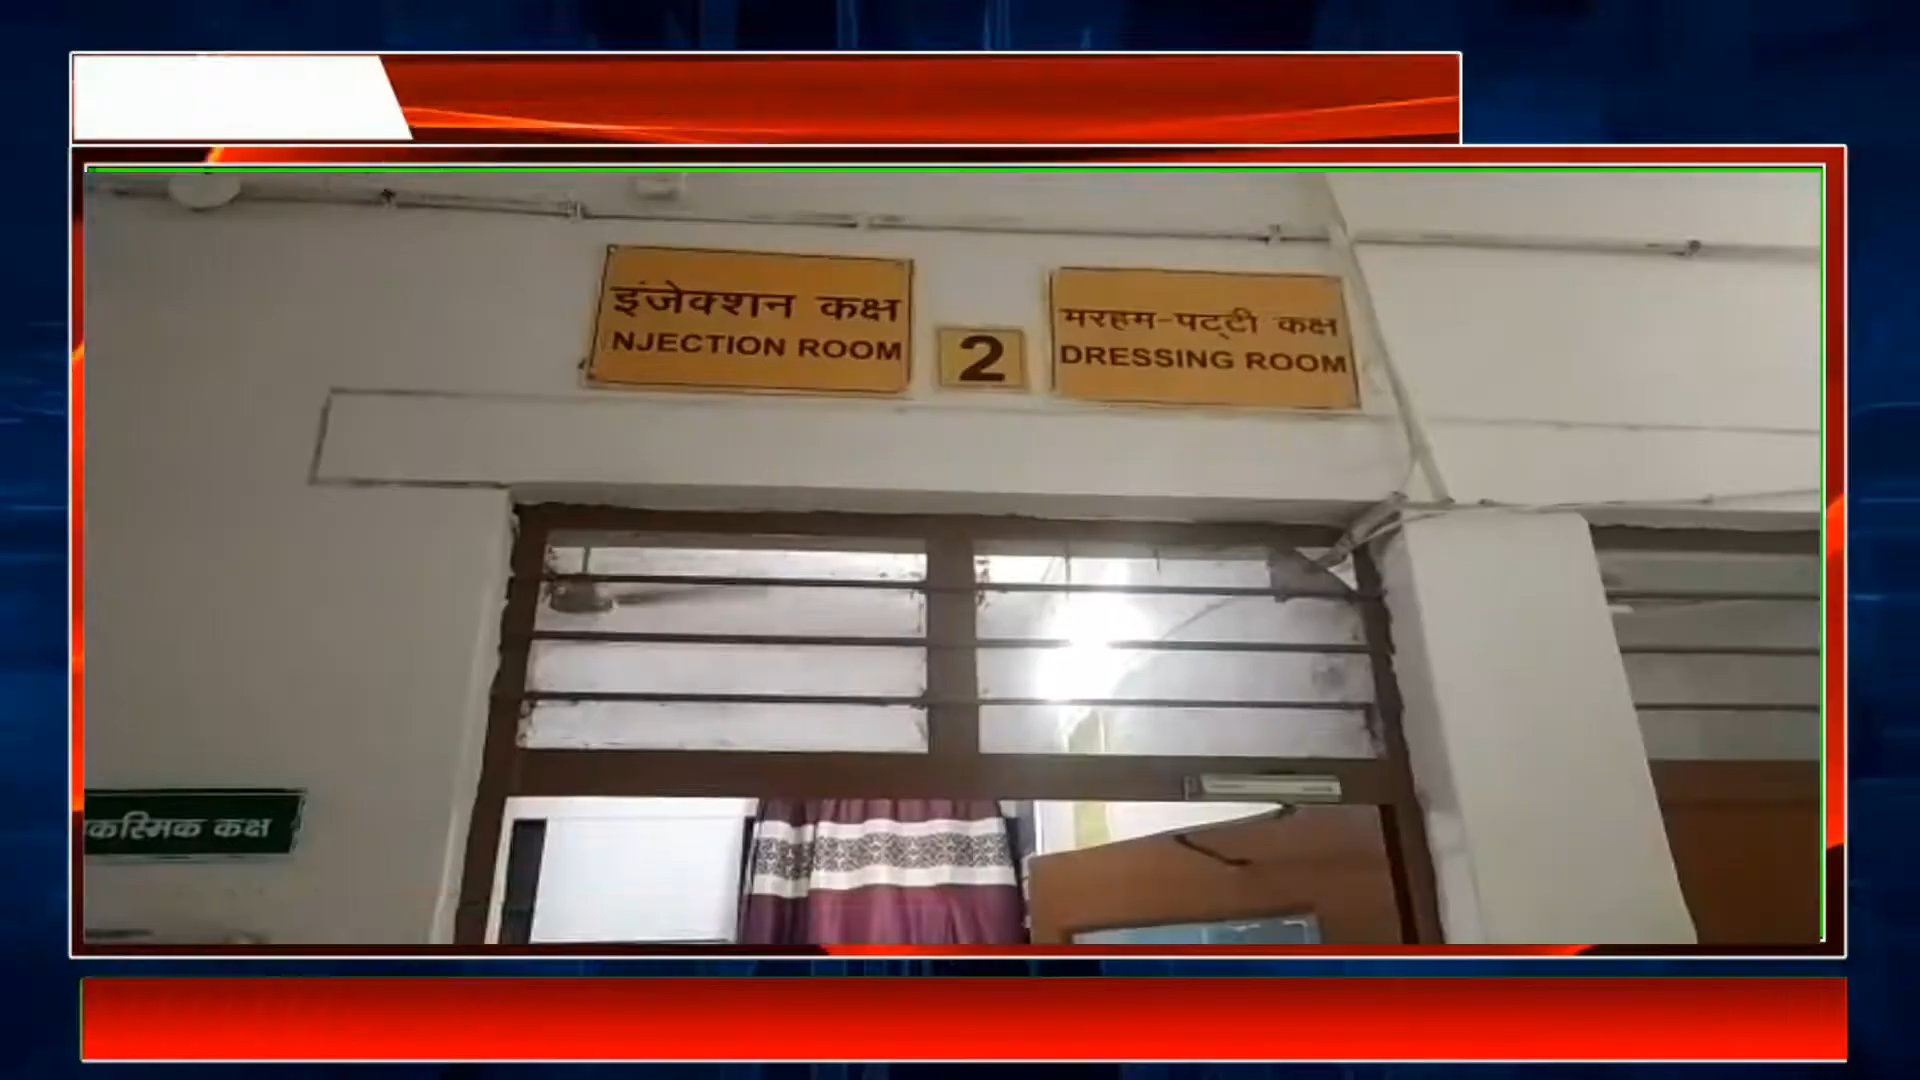 इंजेक्शन कक्ष
NJECTION ROOM
2
मरहम-पट्टी कक्ष
DRESSING ROOM
कस्मिक कक्ष